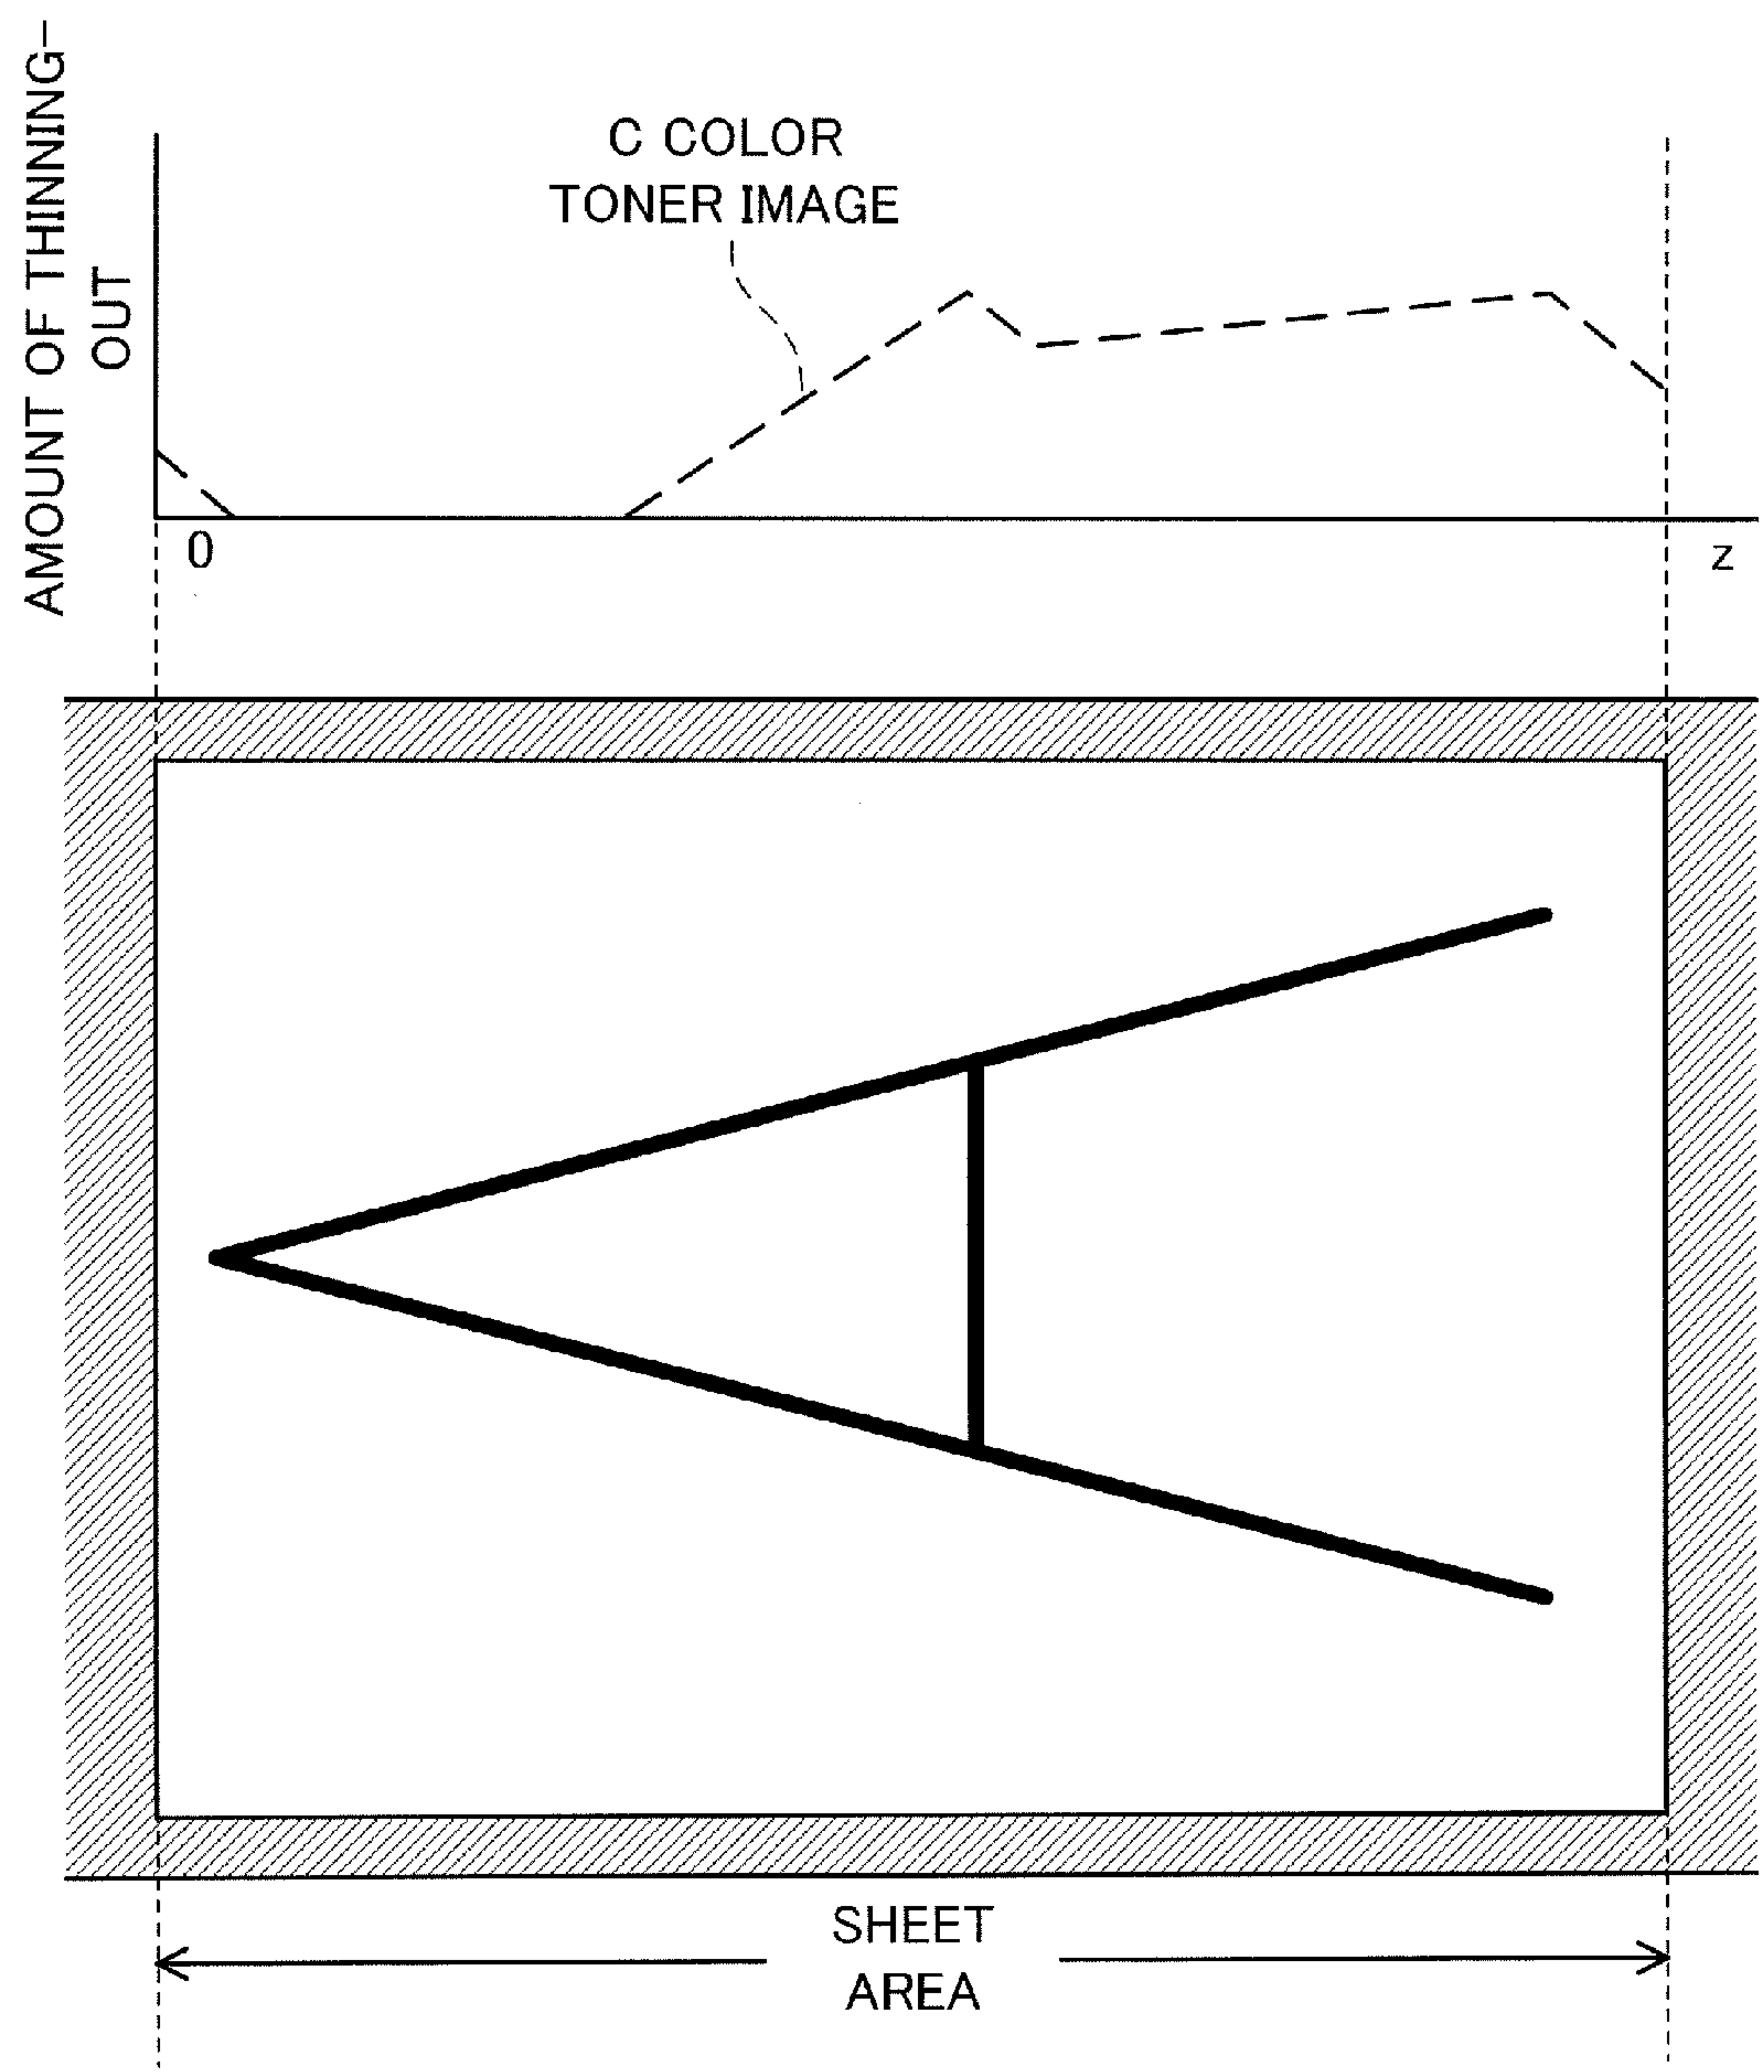 AMOUNT OF THINNING-
OUT
C COLOR
TONER IMAGE
0
z
SHEET
AREA